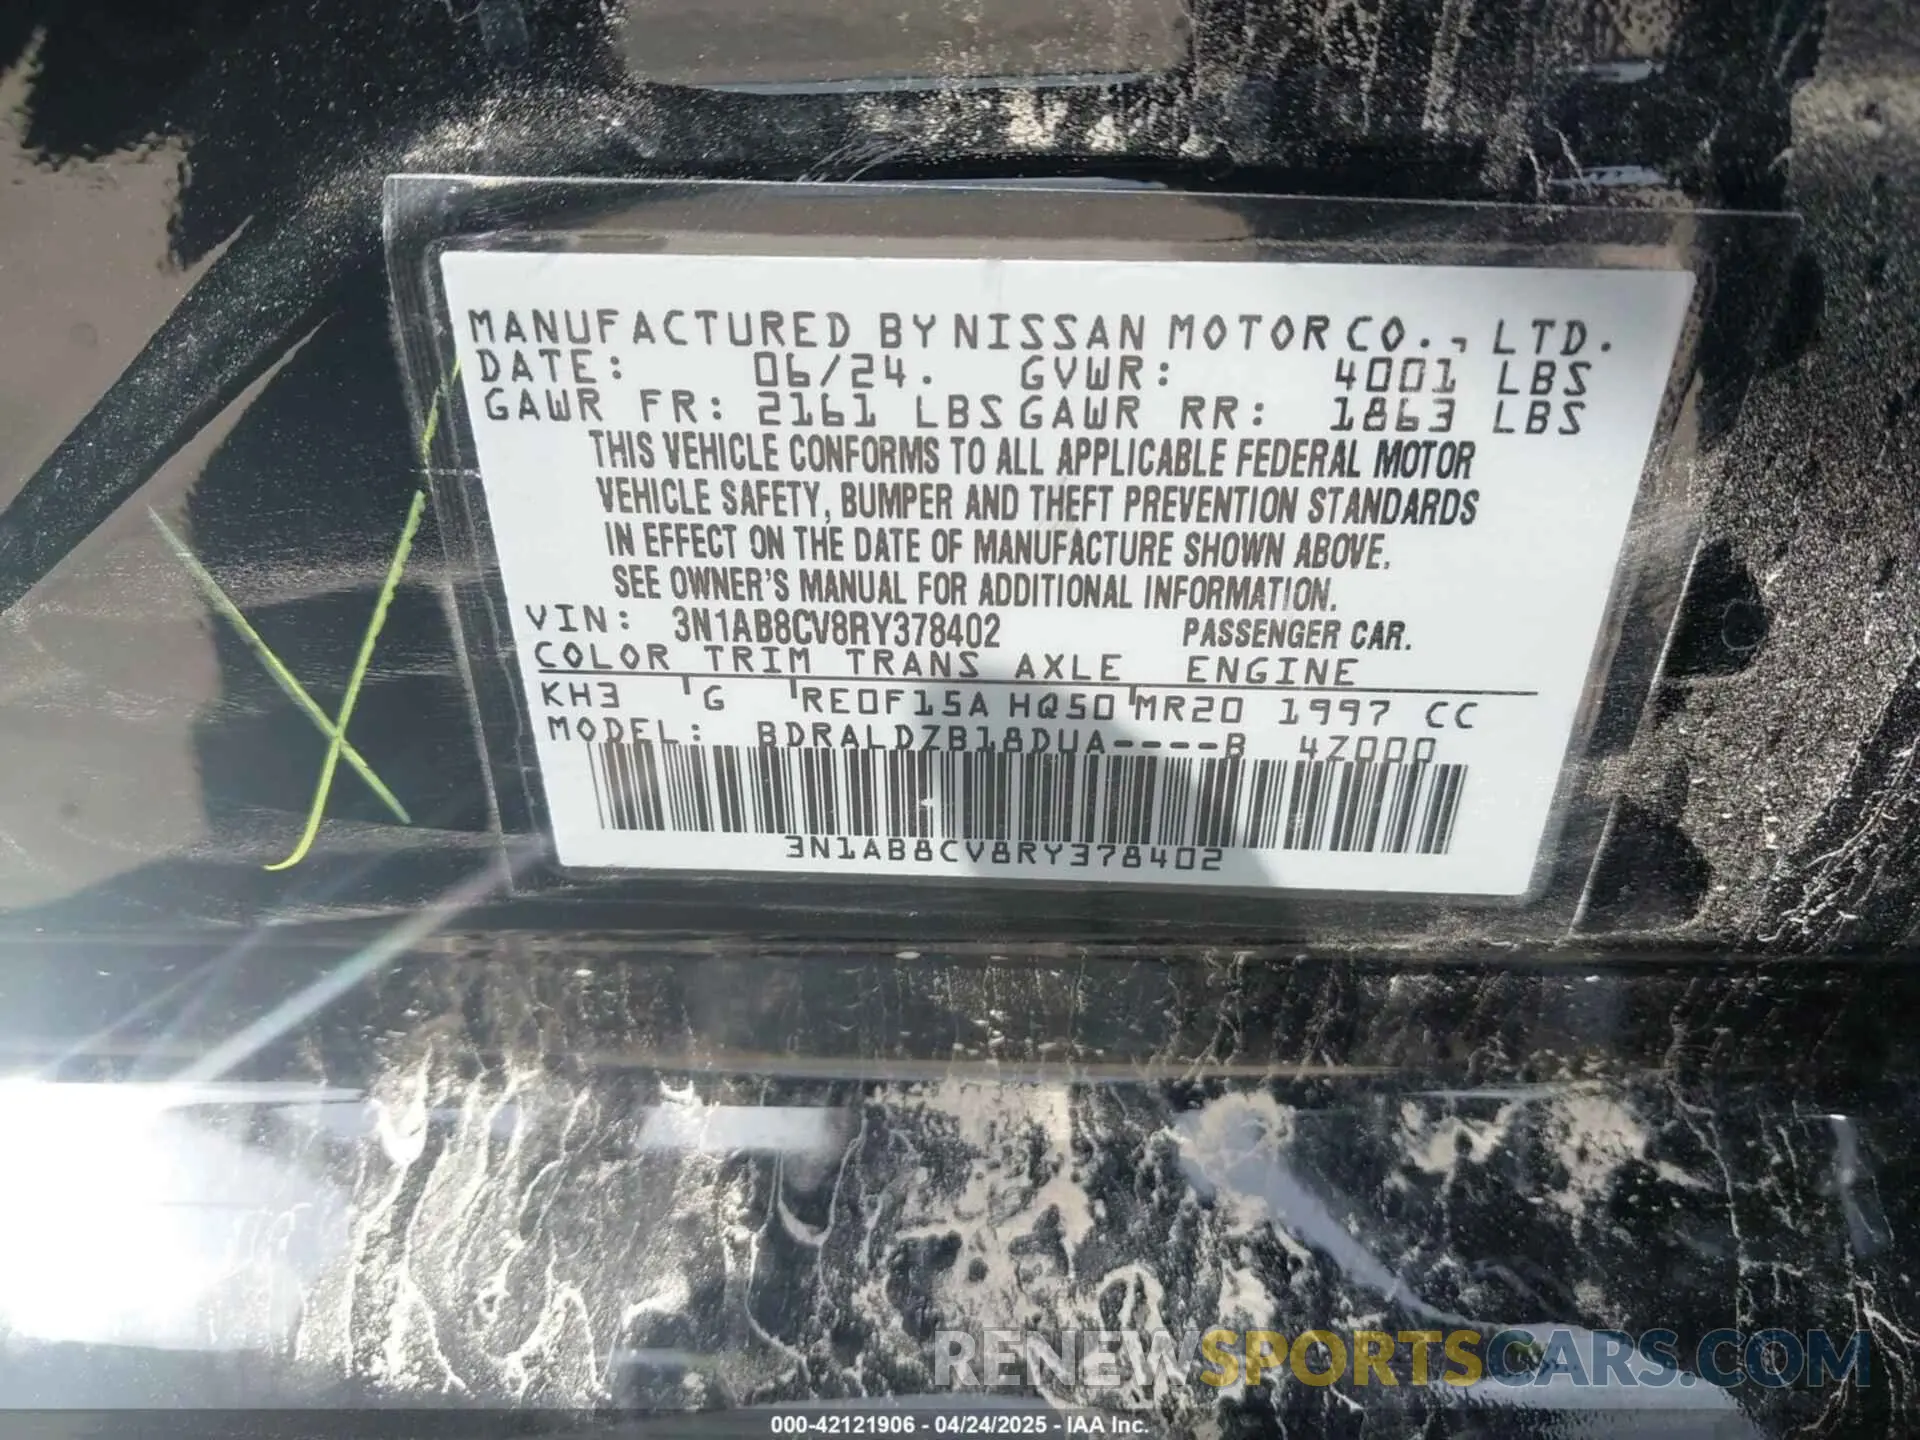 MANUFACTURED BY NISSAN MOTOR CO., LTD.
DATE: 06/24. GVWR: 4001 LBS
GAWR FR: 2161 LBS GAWR RR: 1863 LBS
THIS VEHICLE CONFORMS TO ALL APPLICABLE FEDERAL MOTOR
VEHICLE SAFETY, BUMPER AND THEFT PREVENTION STANDARDS
IN EFFECT ON THE DATE OF MANUFACTURE SHOWN ABOVE.
SEE OWNER'S MANUAL FOR ADDITIONAL INFORMATION.
VIN: 3N1AB8CV8RY378402 PASSENGER CAR.
COLOR TRIM TRANS AXLE ENGINE
KH3 G RE0F15A HQ50 MR20 1997 CC
MODEL: BDRALDZB18DUA----B 4Z000
3N1AB8CV8RY378402
RENEWSPORTSCARS.COM
000-42121906 - 04/24/2025 - IAA Inc.